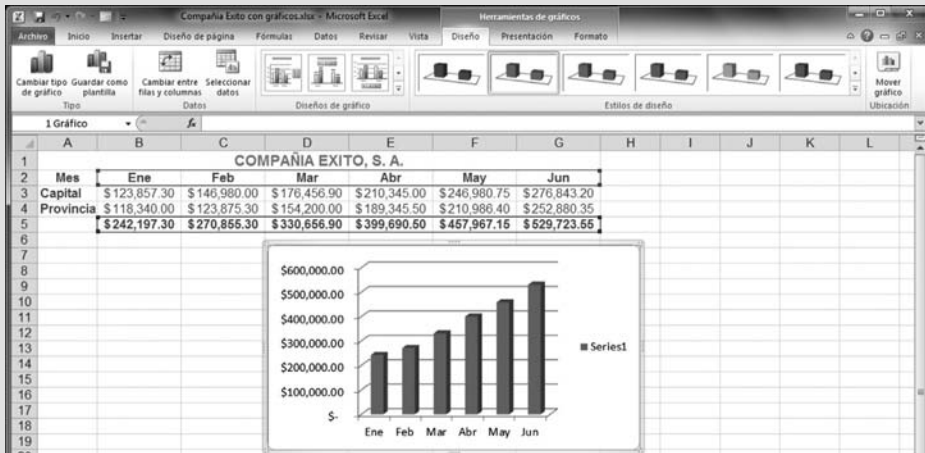 Compañia Exito con gráficos.xlsx - Microsoft Excel
Herramientas de gráficos
Archivo Inicio Insertar Diseño de página Fórmulas Datos Revisar Vista Diseño Presentación Formato
Cambiar tipo de gráfico
Guardar como plantilla
Cambiar entre filas y columnas
Seleccionar datos
Mover gráfico
Tipo Datos Diseños de gráfico Estilos de diseño Ubicación
1 Gráfico fx
A B C D E F G H I J K L
1 COMPAÑIA EXITO, S. A.
2 Mes Ene Feb Mar Abr May Jun
3 Capital $123,857.30 $146,980.00 $176,456.90 $210,345.00 $246,980.75 $276,843.20
4 Provincia $118,340.00 $123,875.30 $154,200.00 $189,345.50 $210,986.40 $252,880.35
5 $242,197.30 $270,855.30 $330,656.90 $399,690.50 $457,967.15 $529,723.55
6
7
8
9
10
11
12
13
14
15
16
17
18
19
$600,000.00
$500,000.00
$400,000.00
$300,000.00
$200,000.00
$100,000.00
$-
Ene Feb Mar Abr May Jun
Series1